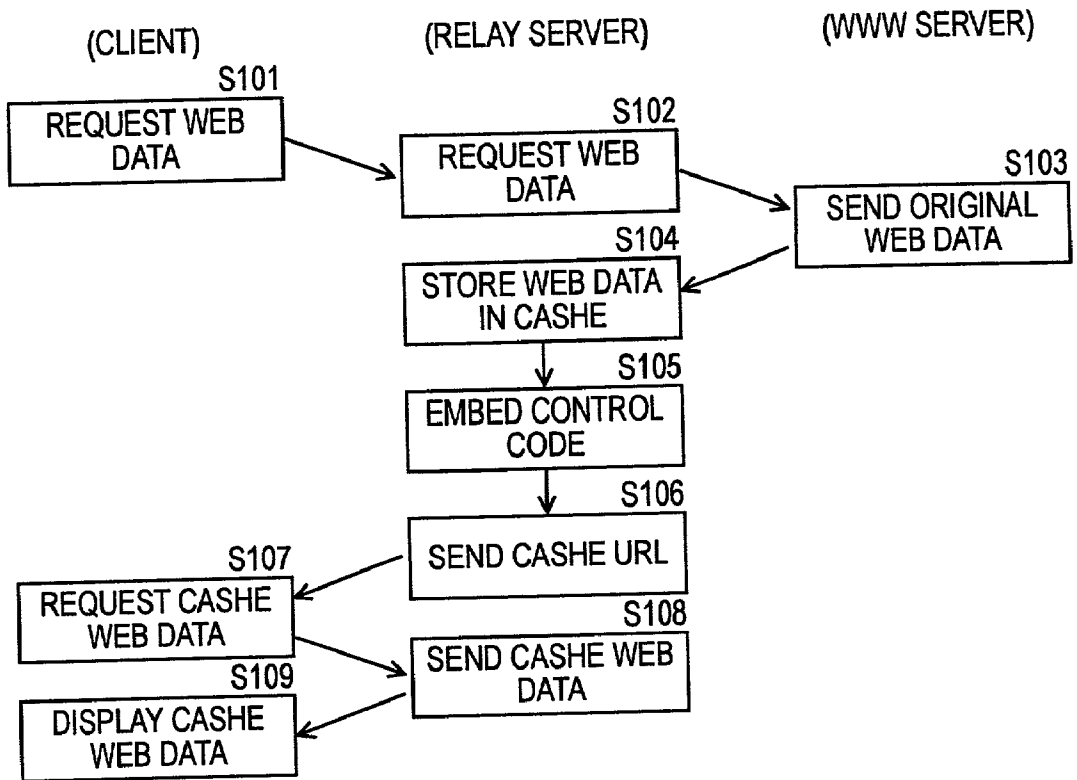 (CLIENT)
(RELAY SERVER)
(WWW SERVER)
S101
REQUEST WEB
DATA
S102
REQUEST WEB
DATA
S103
SEND ORIGINAL
WEB DATA
S104
STORE WEB DATA
IN CASHE
S105
EMBED CONTROL
CODE
S106
SEND CASHE URL
S107
REQUEST CASHE
WEB DATA
S108
SEND CASHE WEB
DATA
S109
DISPLAY CASHE
WEB DATA